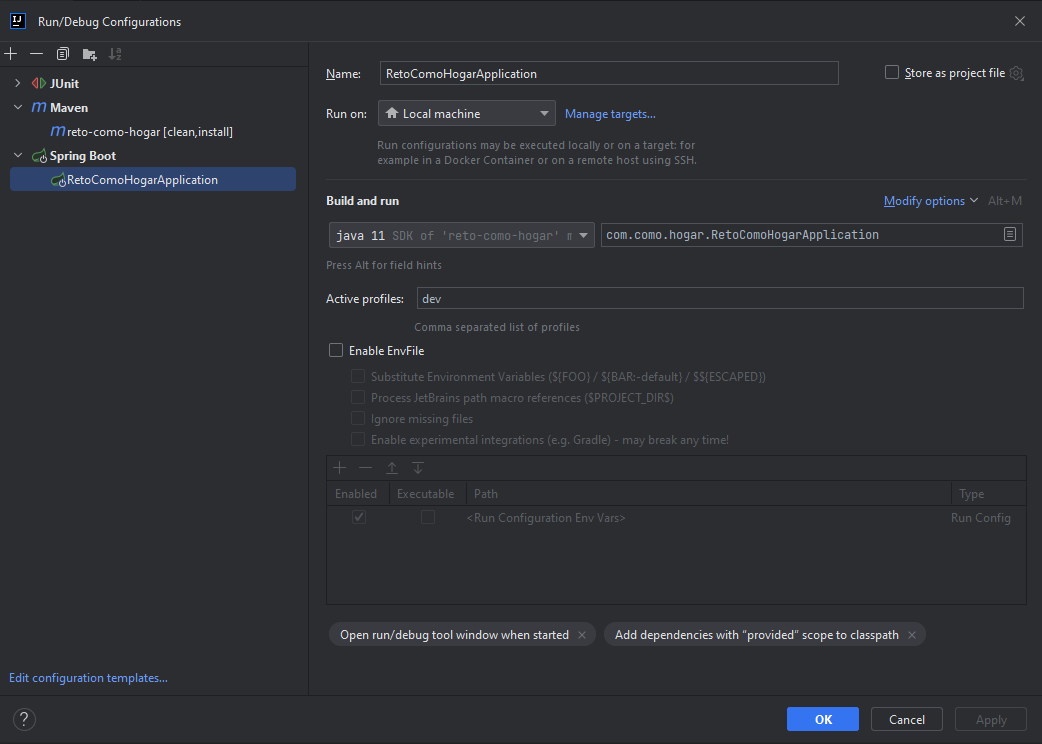 Run/Debug Configurations
JUnit
Maven
reto-como-hogar [clean,install]
Spring Boot
RetoComoHogarApplication
Edit configuration templates...
Name: RetoComoHogarApplication
Store as project file
Run on: Local machine Manage targets...
Run configurations may be executed locally or on a target: for
example in a Docker Container or on a remote host using SSH.
Build and run
Modify options Alt+M
java 11 SDK of 'reto-como-hogar' com.como.hogar.RetoComoHogarApplication
Press Alt for field hints
Active profiles: dev
Comma separated list of profiles
Enable EnvFile
Substitute Environment Variables (${FOO} / ${BAR:-default} / $${ESCAPED})
Process JetBrains path macro references ($PROJECT_DIR$)
Ignore missing files
Enable experimental integrations (e.g. Gradle) - may break any time!
Enabled Executable Path Type
<Run Configuration Env Vars> Run Config
Open run/debug tool window when started
Add dependencies with “provided” scope to classpath
?
OK Cancel Apply